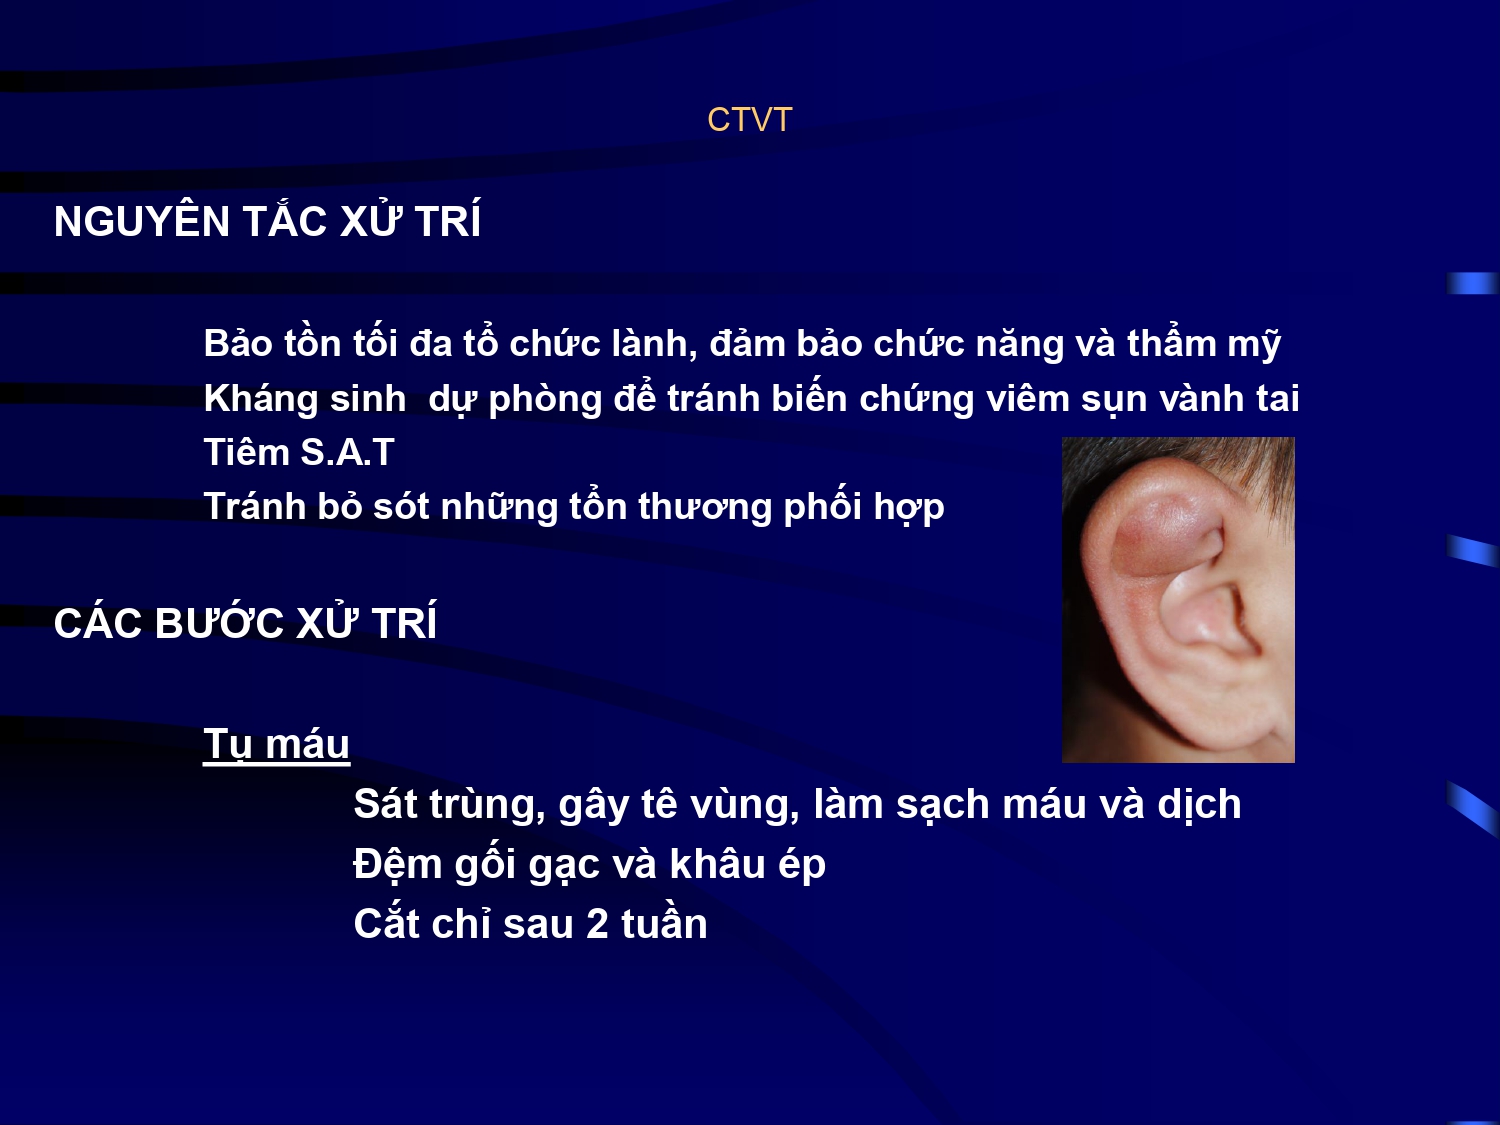 CTVT
NGUYÊN TẮC XỬ TRÍ
Bảo tồn tối đa tổ chức lành, đảm bảo chức năng và thẩm mỹ
Kháng sinh  dự phòng để tránh biến chứng viêm sụn vành tai
Tiêm S.A.T
Tránh bỏ sót những tổn thương phối hợp
CÁC BƯỚC XỬ TRÍ
Tụ máu
Sát trùng, gây tê vùng, làm sạch máu và dịch
Đệm gối gạc và khâu ép
Cắt chỉ sau 2 tuần